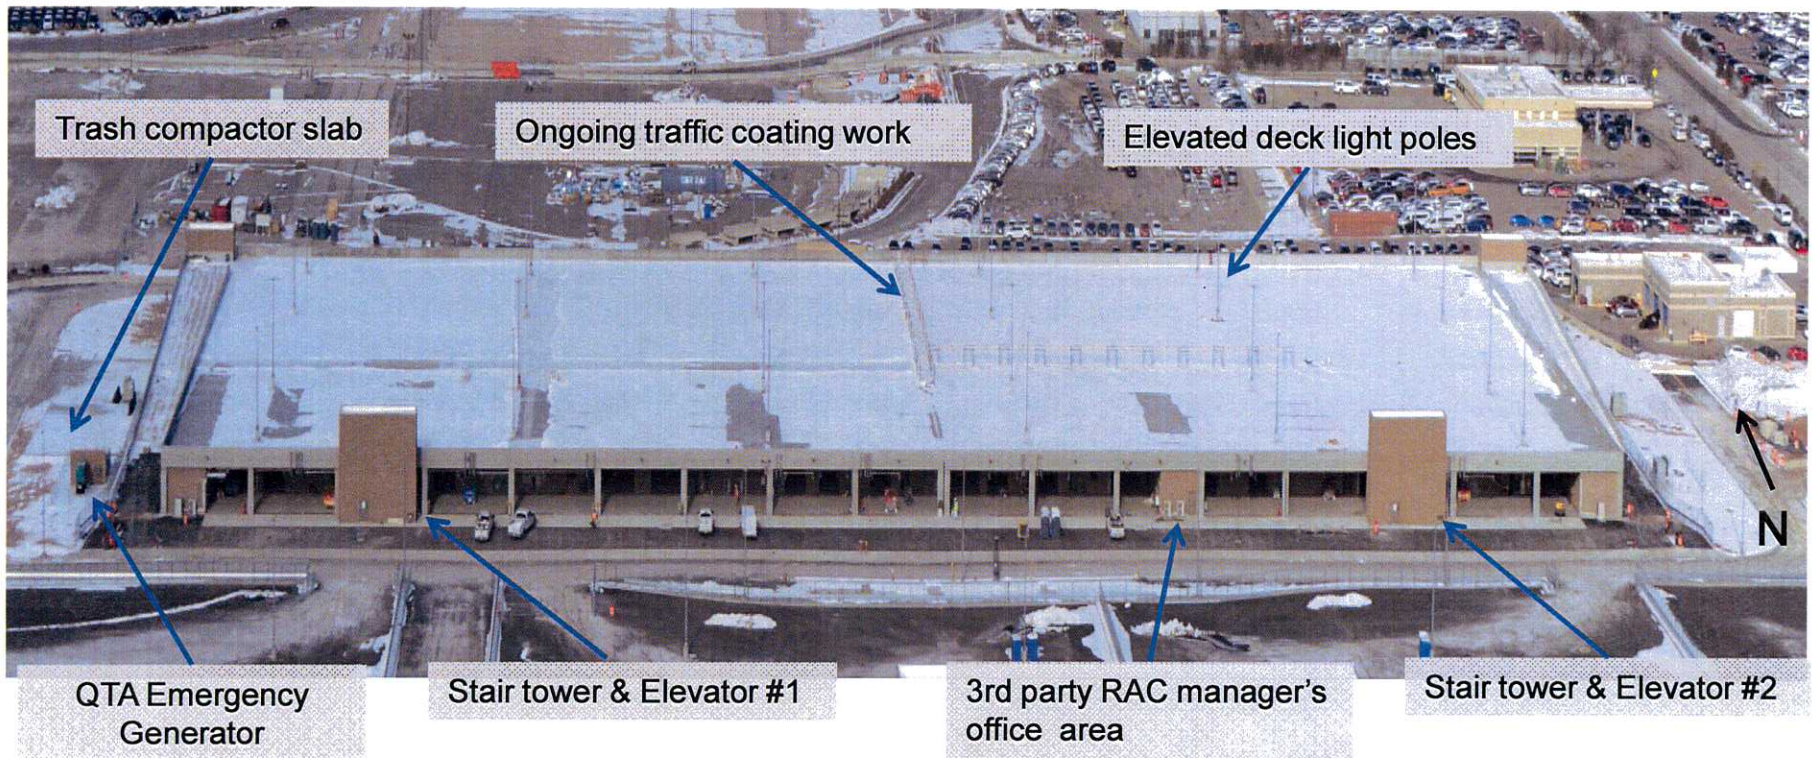 Trash compactor slab
Ongoing traffic coating work
Elevated deck light poles
N
QTA Emergency
Generator
Stair tower & Elevator #1
3rd party RAC manager's
office area
Stair tower & Elevator #2